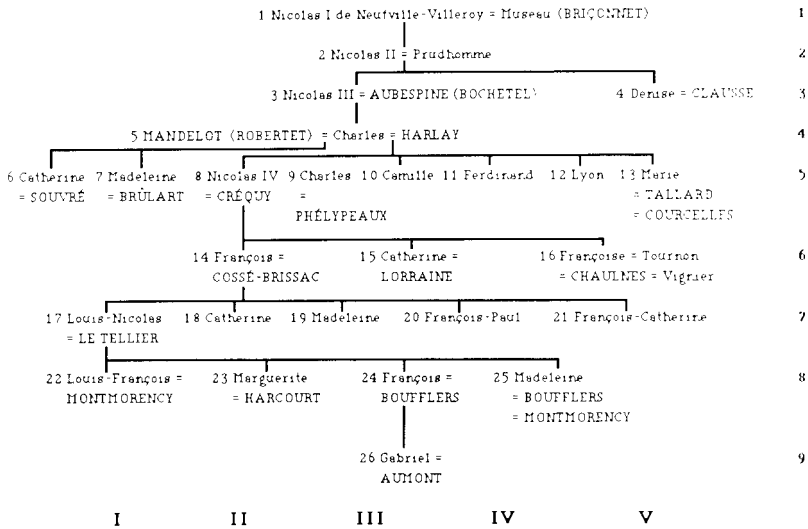 1 Nicolas I de Neufville-Villeroy = Museau (BRIÇONNET) 1
2 Nicolas II = Prudhomme 2
3 Nicolas III = AUBESPINE (BOCHETEL) 4 Denise = CLAUSSE 3
5 MANDELOT (ROBERTET) = Charles = HARLAY 4
6 Catherine 7 Madeleine 8 Nicolas IV 9 Charles 10 Camille 11 Ferdinand 12 Lyon 13 Marie 5
= SOUVRÉ = BRÛLART = CRÉQUY = = TALLARD
PHÉLYPEAUX = COURCELLES
14 François = 15 Catherine = 16 Françoise = Tournon 6
COSSÉ-BRISSAC LORRAINE = CHAULNES = Vignier
17 Louis-Nicolas 18 Catherine 19 Madeleine 20 François-Paul 21 François-Catherine 7
= LE TELLIER
22 Louis-François = 23 Marguerite 24 François = 25 Madeleine 8
MONTMORENCY = HARCOURT BOUFFLERS = BOUFFLERS
= MONTMORENCY
26 Gabriel = 9
AUMONT
I II III IV V